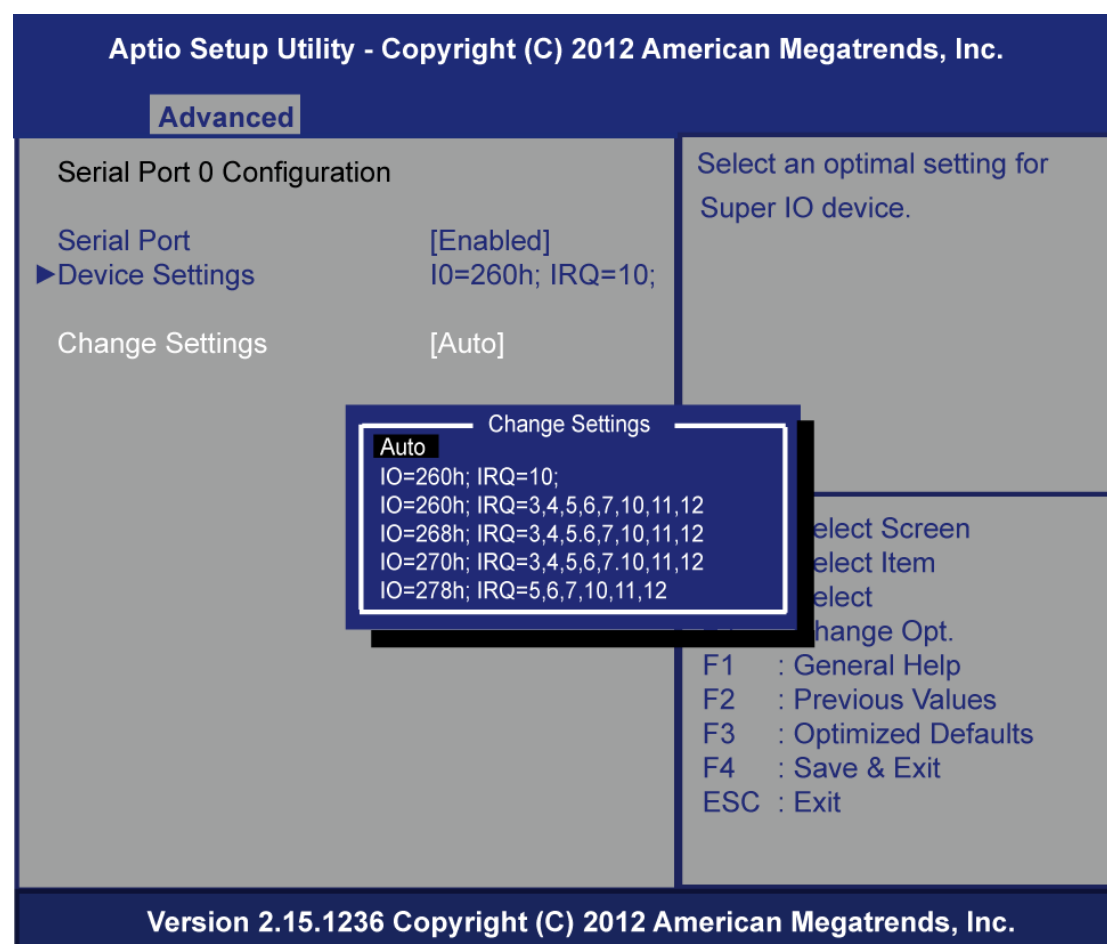 Aptio Setup Utility - Copyright (C) 2012 American Megatrends, Inc.
Advanced
Serial Port 0 Configuration
Serial Port [Enabled]
►Device Settings I0=260h; IRQ=10;
Change Settings [Auto]
Select an optimal setting for
Super IO device.
Change Settings
Auto
IO=260h; IRQ=10;
IO=260h; IRQ=3,4,5,6,7,10,11,12
IO=268h; IRQ=3,4,5.6,7,10,11,12
IO=270h; IRQ=3,4,5,6,7.10,11,12
IO=278h; IRQ=5,6,7,10,11,12
elect Screen
elect Item
elect
hange Opt.
F1 : General Help
F2 : Previous Values
F3 : Optimized Defaults
F4 : Save & Exit
ESC : Exit
Version 2.15.1236 Copyright (C) 2012 American Megatrends, Inc.